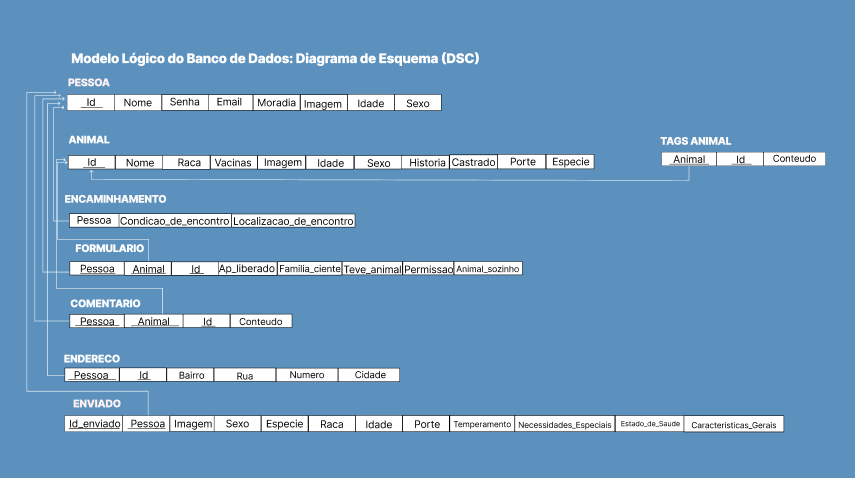 Modelo Lógico do Banco de Dados: Diagrama de Esquema (DSC)
PESSOA
Id Nome Senha Email Moradia Imagem Idade Sexo
ANIMAL
Id Nome Raca Vacinas Imagem Idade Sexo Historia Castrado Porte Especie
TAGS ANIMAL
Animal Id Conteudo
ENCAMINHAMENTO
Pessoa Condicao_de_encontro Localizacao_de_encontro
FORMULARIO
Pessoa Animal Id Ap_liberado Familia_ciente Teve_animal Permissao Animal_sozinho
COMENTARIO
Pessoa Animal Id Conteudo
ENDERECO
Pessoa Id Bairro Rua Numero Cidade
ENVIADO
Id_enviado Pessoa Imagem Sexo Especie Raca Idade Porte Temperamento Necessidades_Especiais Estado_de_Saude Caracteristicas_Gerais